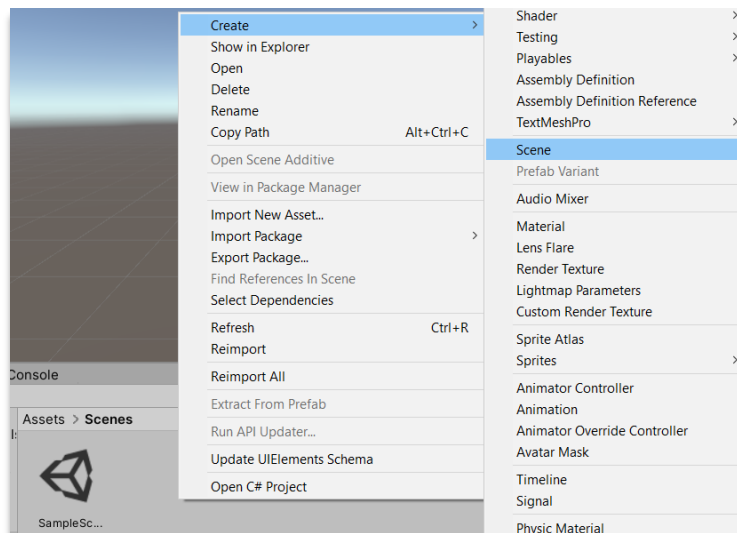 Create
Show in Explorer
Open
Delete
Rename
Copy Path Alt+Ctrl+C
Open Scene Additive
View in Package Manager
Import New Asset...
Import Package
Export Package...
Find References In Scene
Select Dependencies
Refresh Ctrl+R
Reimport
Reimport All
Extract From Prefab
Run API Updater...
Update UIElements Schema
Open C# Project
Shader
Testing
Playables
Assembly Definition
Assembly Definition Reference
TextMeshPro
Scene
Prefab Variant
Audio Mixer
Material
Lens Flare
Render Texture
Lightmap Parameters
Custom Render Texture
Sprite Atlas
Sprites
Animator Controller
Animation
Animator Override Controller
Avatar Mask
Timeline
Signal
Physic Material
Console
Assets > Scenes
SampleSc...